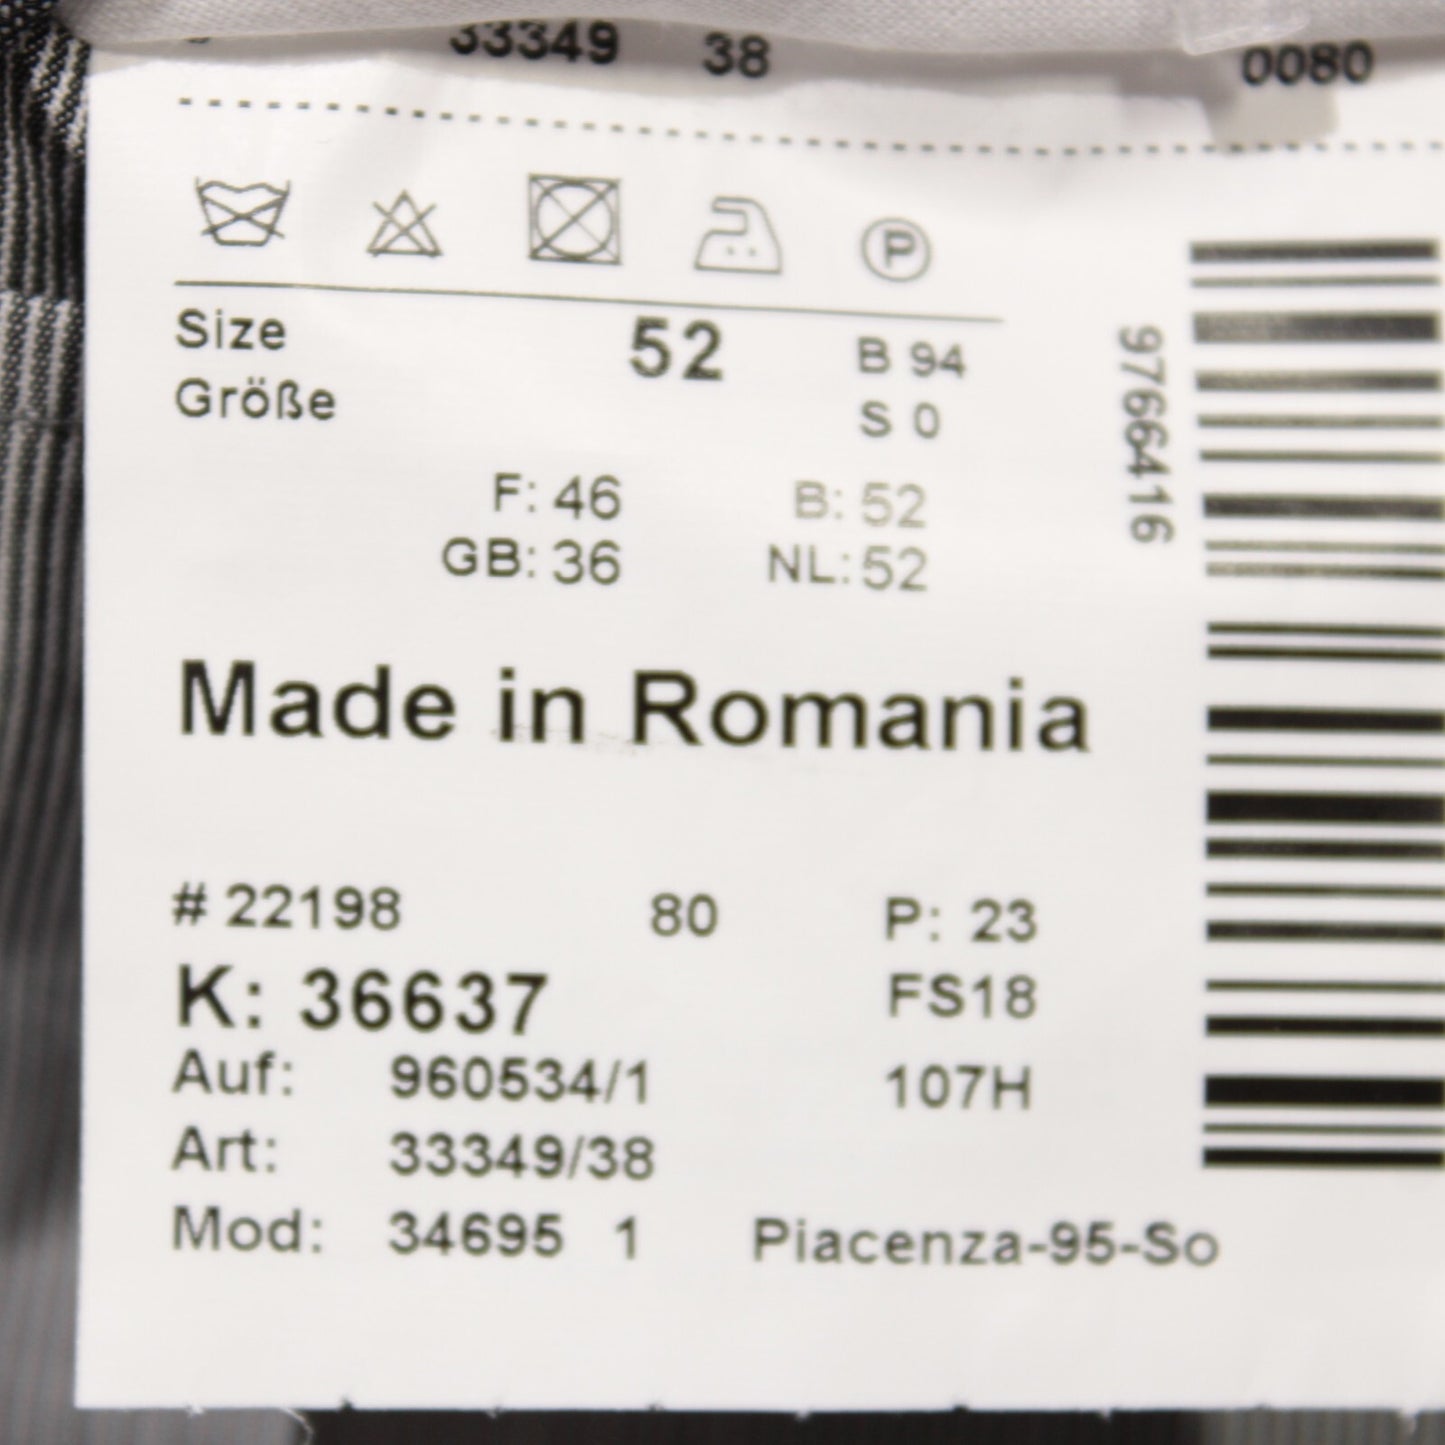 33349 38 0080
P
Size 52 B 94
Größe S 0
F: 46 B: 52
GB: 36 NL: 52
9766416
Made in Romania
# 22198 80 P: 23
K: 36637 FS18
Auf: 960534/1 107H
Art: 33349/38
Mod: 34695 1 Piacenza-95-So